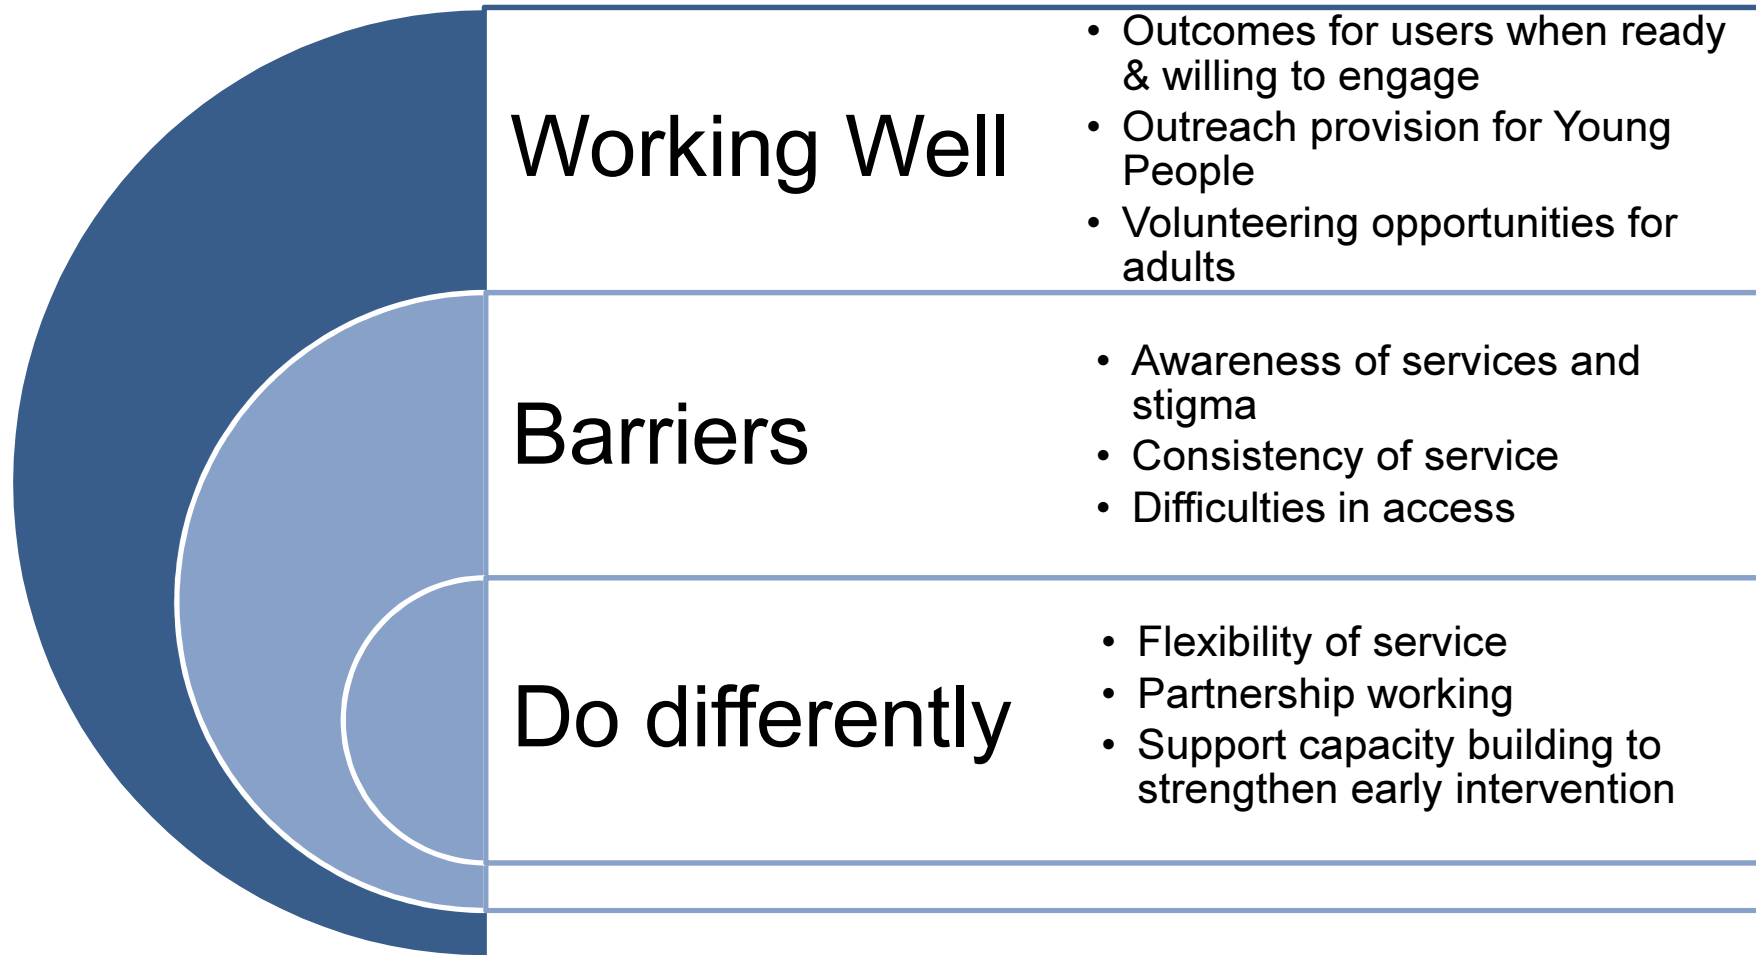 Working Well
• Outcomes for users when ready
& willing to engage
• Outreach provision for Young
People
• Volunteering opportunities for
adults
Barriers
• Awareness of services and
stigma
• Consistency of service
• Difficulties in access
Do differently
• Flexibility of service
• Partnership working
• Support capacity building to
strengthen early intervention